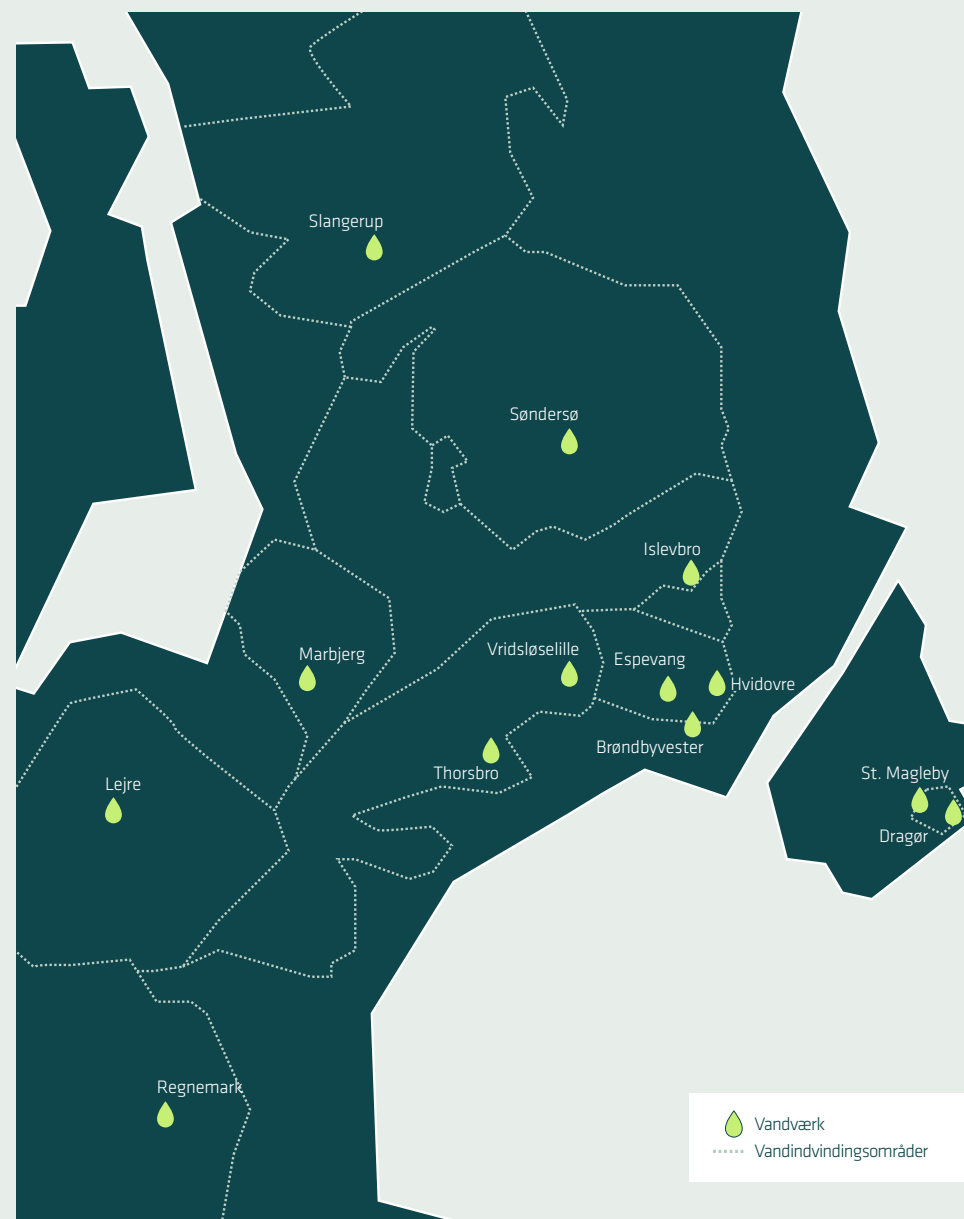 Slangerup
Søndersø
Islevbro
Marbjerg
Vridsløselille
Espevang
Hvidovre
Brøndbyvester
Thorsbro
Lejre
St. Magleby
Dragør
Regnemark
Vandværk
Vandindvindingsområder